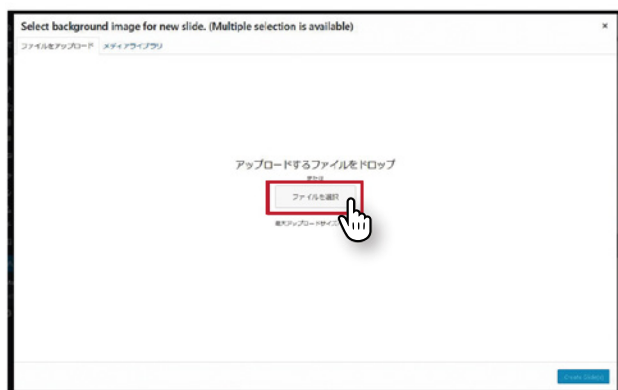 Select background image for new slide. (Multiple selection is available)
ファイルをアップロード メディアライブラリ
アップロードするファイルをドロップ
または
ファイルを選択
最大アップロードサイズ